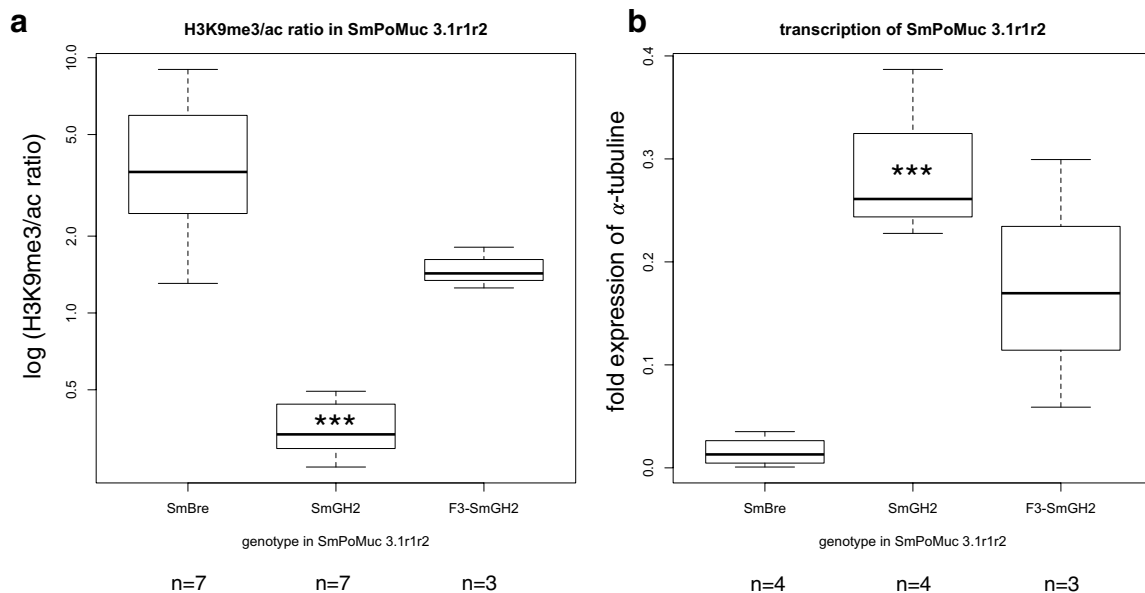 a
H3K9me3/ac ratio in SmPoMuc 3.1r1r2
log (H3K9me3/ac ratio)
10.0
5.0
2.0
1.0
0.5
***
SmBre SmGH2 F3-SmGH2
genotype in SmPoMuc 3.1r1r2
n=7 n=7 n=3
b
transcription of SmPoMuc 3.1r1r2
fold expression of α-tubuline
0.4
0.3
0.2
0.1
0.0
***
SmBre SmGH2 F3-SmGH2
genotype in SmPoMuc 3.1r1r2
n=4 n=4 n=3